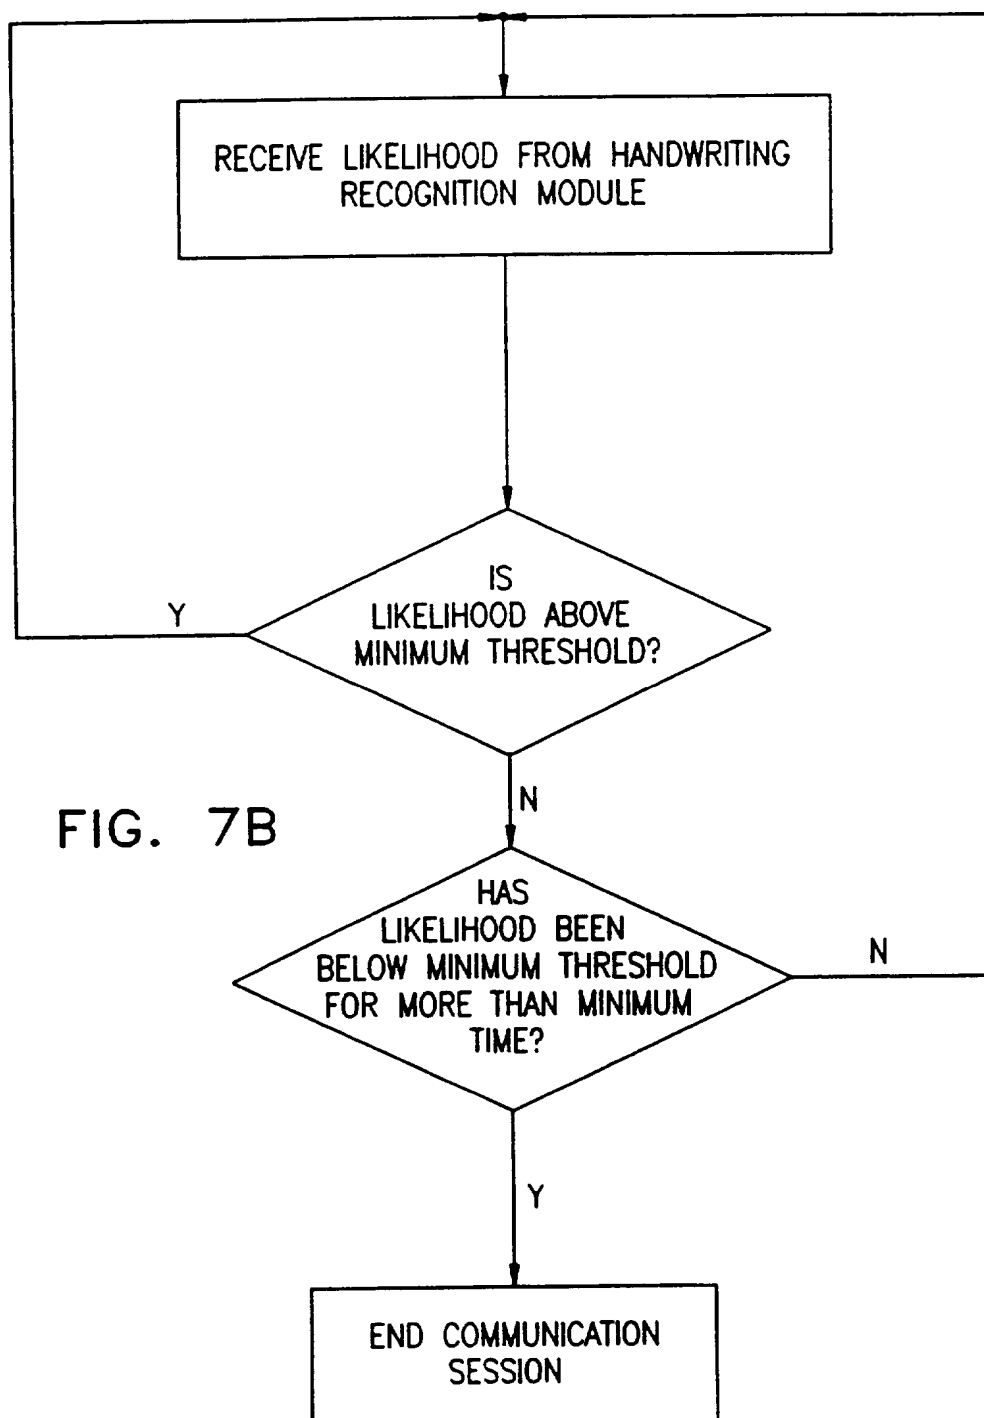 RECEIVE LIKELIHOOD FROM HANDWRITING
RECOGNITION MODULE
IS
LIKELIHOOD ABOVE
MINIMUM THRESHOLD?
Y
N
FIG. 7B
HAS
LIKELIHOOD BEEN
BELOW MINIMUM THRESHOLD
FOR MORE THAN MINIMUM
TIME?
N
Y
END COMMUNICATION
SESSION